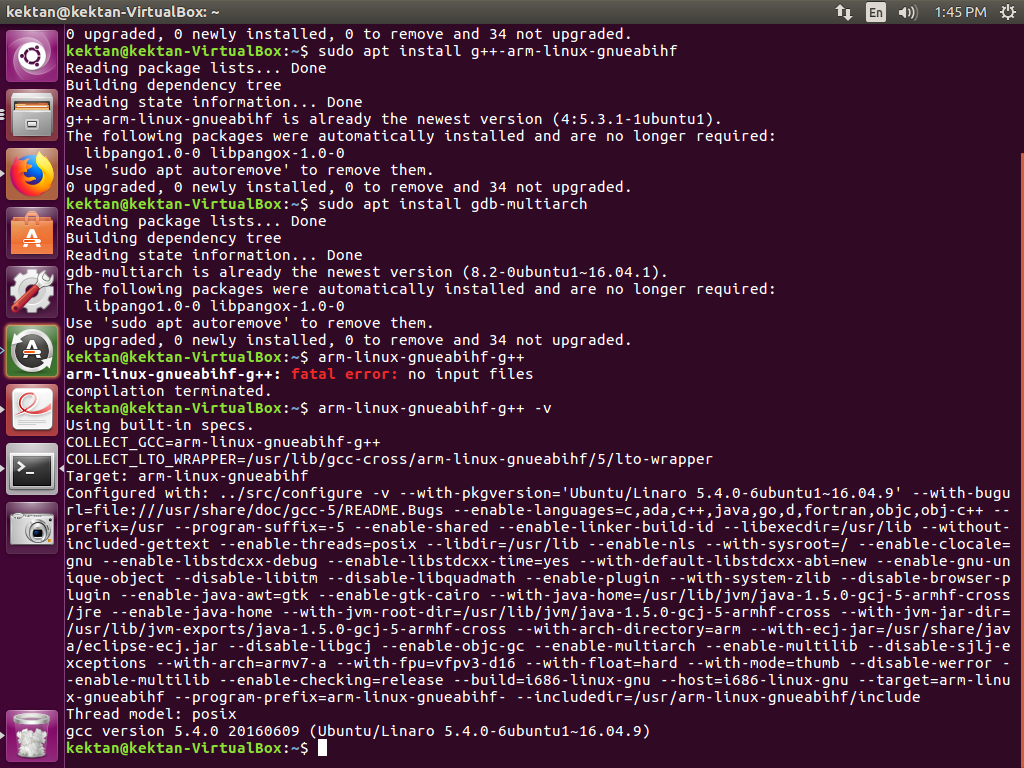 kektan@kektan-VirtualBox: ~
En
1:45 PM
0 upgraded, 0 newly installed, 0 to remove and 34 not upgraded.
kektan@kektan-VirtualBox:~$ sudo apt install g++-arm-linux-gnueabihf
Reading package lists... Done
Building dependency tree
Reading state information... Done
g++-arm-linux-gnueabihf is already the newest version (4:5.3.1-1ubuntu1).
The following packages were automatically installed and are no longer required:
  libpango1.0-0 libpangox-1.0-0
Use 'sudo apt autoremove' to remove them.
0 upgraded, 0 newly installed, 0 to remove and 34 not upgraded.
kektan@kektan-VirtualBox:~$ sudo apt install gdb-multiarch
Reading package lists... Done
Building dependency tree
Reading state information... Done
gdb-multiarch is already the newest version (8.2-0ubuntu1~16.04.1).
The following packages were automatically installed and are no longer required:
  libpango1.0-0 libpangox-1.0-0
Use 'sudo apt autoremove' to remove them.
0 upgraded, 0 newly installed, 0 to remove and 34 not upgraded.
kektan@kektan-VirtualBox:~$ arm-linux-gnueabihf-g++
arm-linux-gnueabihf-g++: fatal error: no input files
compilation terminated.
kektan@kektan-VirtualBox:~$ arm-linux-gnueabihf-g++ -v
Using built-in specs.
COLLECT_GCC=arm-linux-gnueabihf-g++
COLLECT_LTO_WRAPPER=/usr/lib/gcc-cross/arm-linux-gnueabihf/5/lto-wrapper
Target: arm-linux-gnueabihf
Configured with: ../src/configure -v --with-pkgversion='Ubuntu/Linaro 5.4.0-6ubuntu1~16.04.9' --with-bugu
rl=file:///usr/share/doc/gcc-5/README.Bugs --enable-languages=c,ada,c++,java,go,d,fortran,objc,obj-c++ --
prefix=/usr --program-suffix=-5 --enable-shared --enable-linker-build-id --libexecdir=/usr/lib --without-
included-gettext --enable-threads=posix --libdir=/usr/lib --enable-nls --with-sysroot=/ --enable-clocale=
gnu --enable-libstdcxx-debug --enable-libstdcxx-time=yes --with-default-libstdcxx-abi=new --enable-gnu-un
ique-object --disable-libitm --disable-libquadmath --enable-plugin --with-system-zlib --disable-browser-p
lugin --enable-java-awt=gtk --enable-gtk-cairo --with-java-home=/usr/lib/jvm/java-1.5.0-gcj-5-armhf-cross
/jre --enable-java-home --with-jvm-root-dir=/usr/lib/jvm/java-1.5.0-gcj-5-armhf-cross --with-jvm-jar-dir=
/usr/lib/jvm-exports/java-1.5.0-gcj-5-armhf-cross --with-arch-directory=arm --with-ecj-jar=/usr/share/jav
a/eclipse-ecj.jar --disable-libgcj --enable-objc-gc --enable-multiarch --enable-multilib --disable-sjlj-e
xceptions --with-arch=armv7-a --with-fpu=vfpv3-d16 --with-float=hard --with-mode=thumb --disable-werror -
-enable-multilib --enable-checking=release --build=i686-linux-gnu --host=i686-linux-gnu --target=arm-linu
x-gnueabihf --program-prefix=arm-linux-gnueabihf- --includedir=/usr/arm-linux-gnueabihf/include
Thread model: posix
gcc version 5.4.0 20160609 (Ubuntu/Linaro 5.4.0-6ubuntu1~16.04.9)
kektan@kektan-VirtualBox:~$